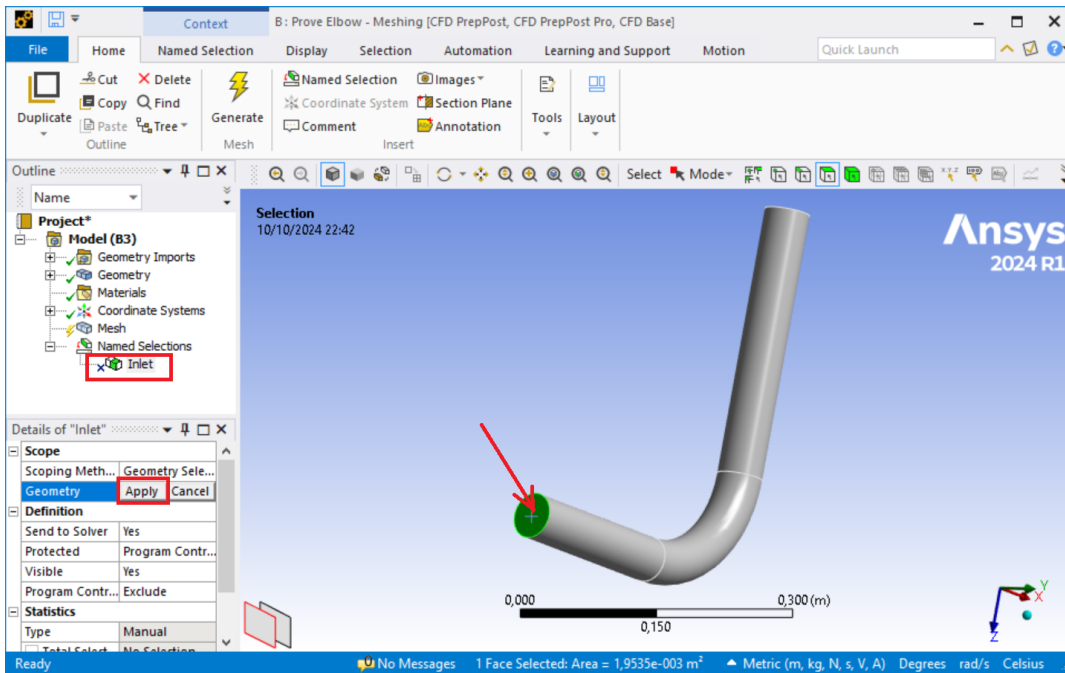 Context
B : Prove Elbow - Meshing [CFD PrepPost, CFD PrepPost Pro, CFD Base]
File Home Named Selection Display Selection Automation Learning and Support Motion Quick Launch
Duplicate
Cut
Copy
Paste
Delete
Find
Tree
Outline
Generate
Mesh
Named Selection
Coordinate System
Comment
Images
Section Plane
Annotation
Insert
Tools
Layout
Outline
Name
Select Mode
Project*
Model (B3)
Geometry Imports
Geometry
Materials
Coordinate Systems
Mesh
Named Selections
Inlet
Details of "Inlet"
Scope
Scoping Meth... Geometry Sele...
Geometry Apply Cancel
Definition
Send to Solver Yes
Protected Program Contr...
Visible Yes
Program Contr... Exclude
Statistics
Type Manual
Total Select No Selection
Selection
10/10/2024 22:42
Ansys
2024 R1
0,000 0,300 (m)
0,150
Y
X
Z
Ready No Messages 1 Face Selected: Area = 1,9535e-003 m² Metric (m, kg, N, s, V, A) Degrees rad/s Celsius